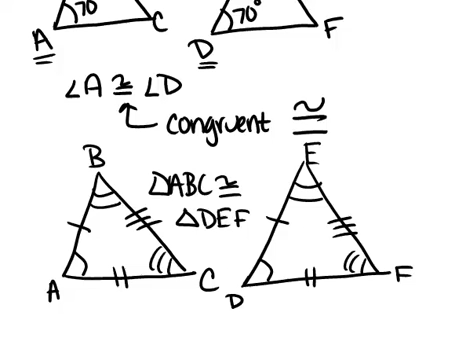 70 70°
A C D F
∠A ≅ ∠D
congruent ≅
B E
△ABC ≅
△DEF
A C D F